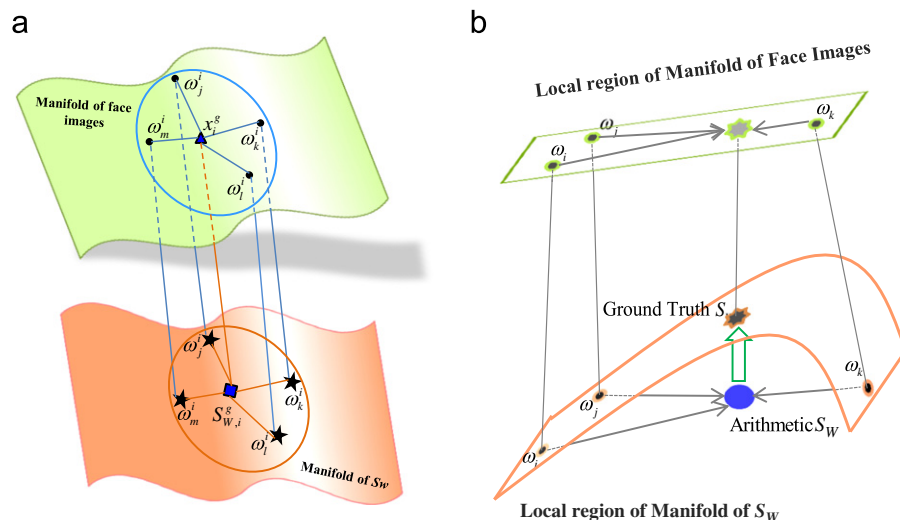 a
Manifold of face
images
ω_j^i
ω_m^i
x_i^g
ω_k^i
ω_l^i
ω_j^i
ω_m^i
S_{W,i}^g
ω_k^i
ω_l^i
Manifold of Sw
b
Local region of Manifold of Face Images
ω_i
ω_j
ω_k
Ground Truth S
ω_k
ω_j
Arithmetic S_W
ω_i
Local region of Manifold of S_W